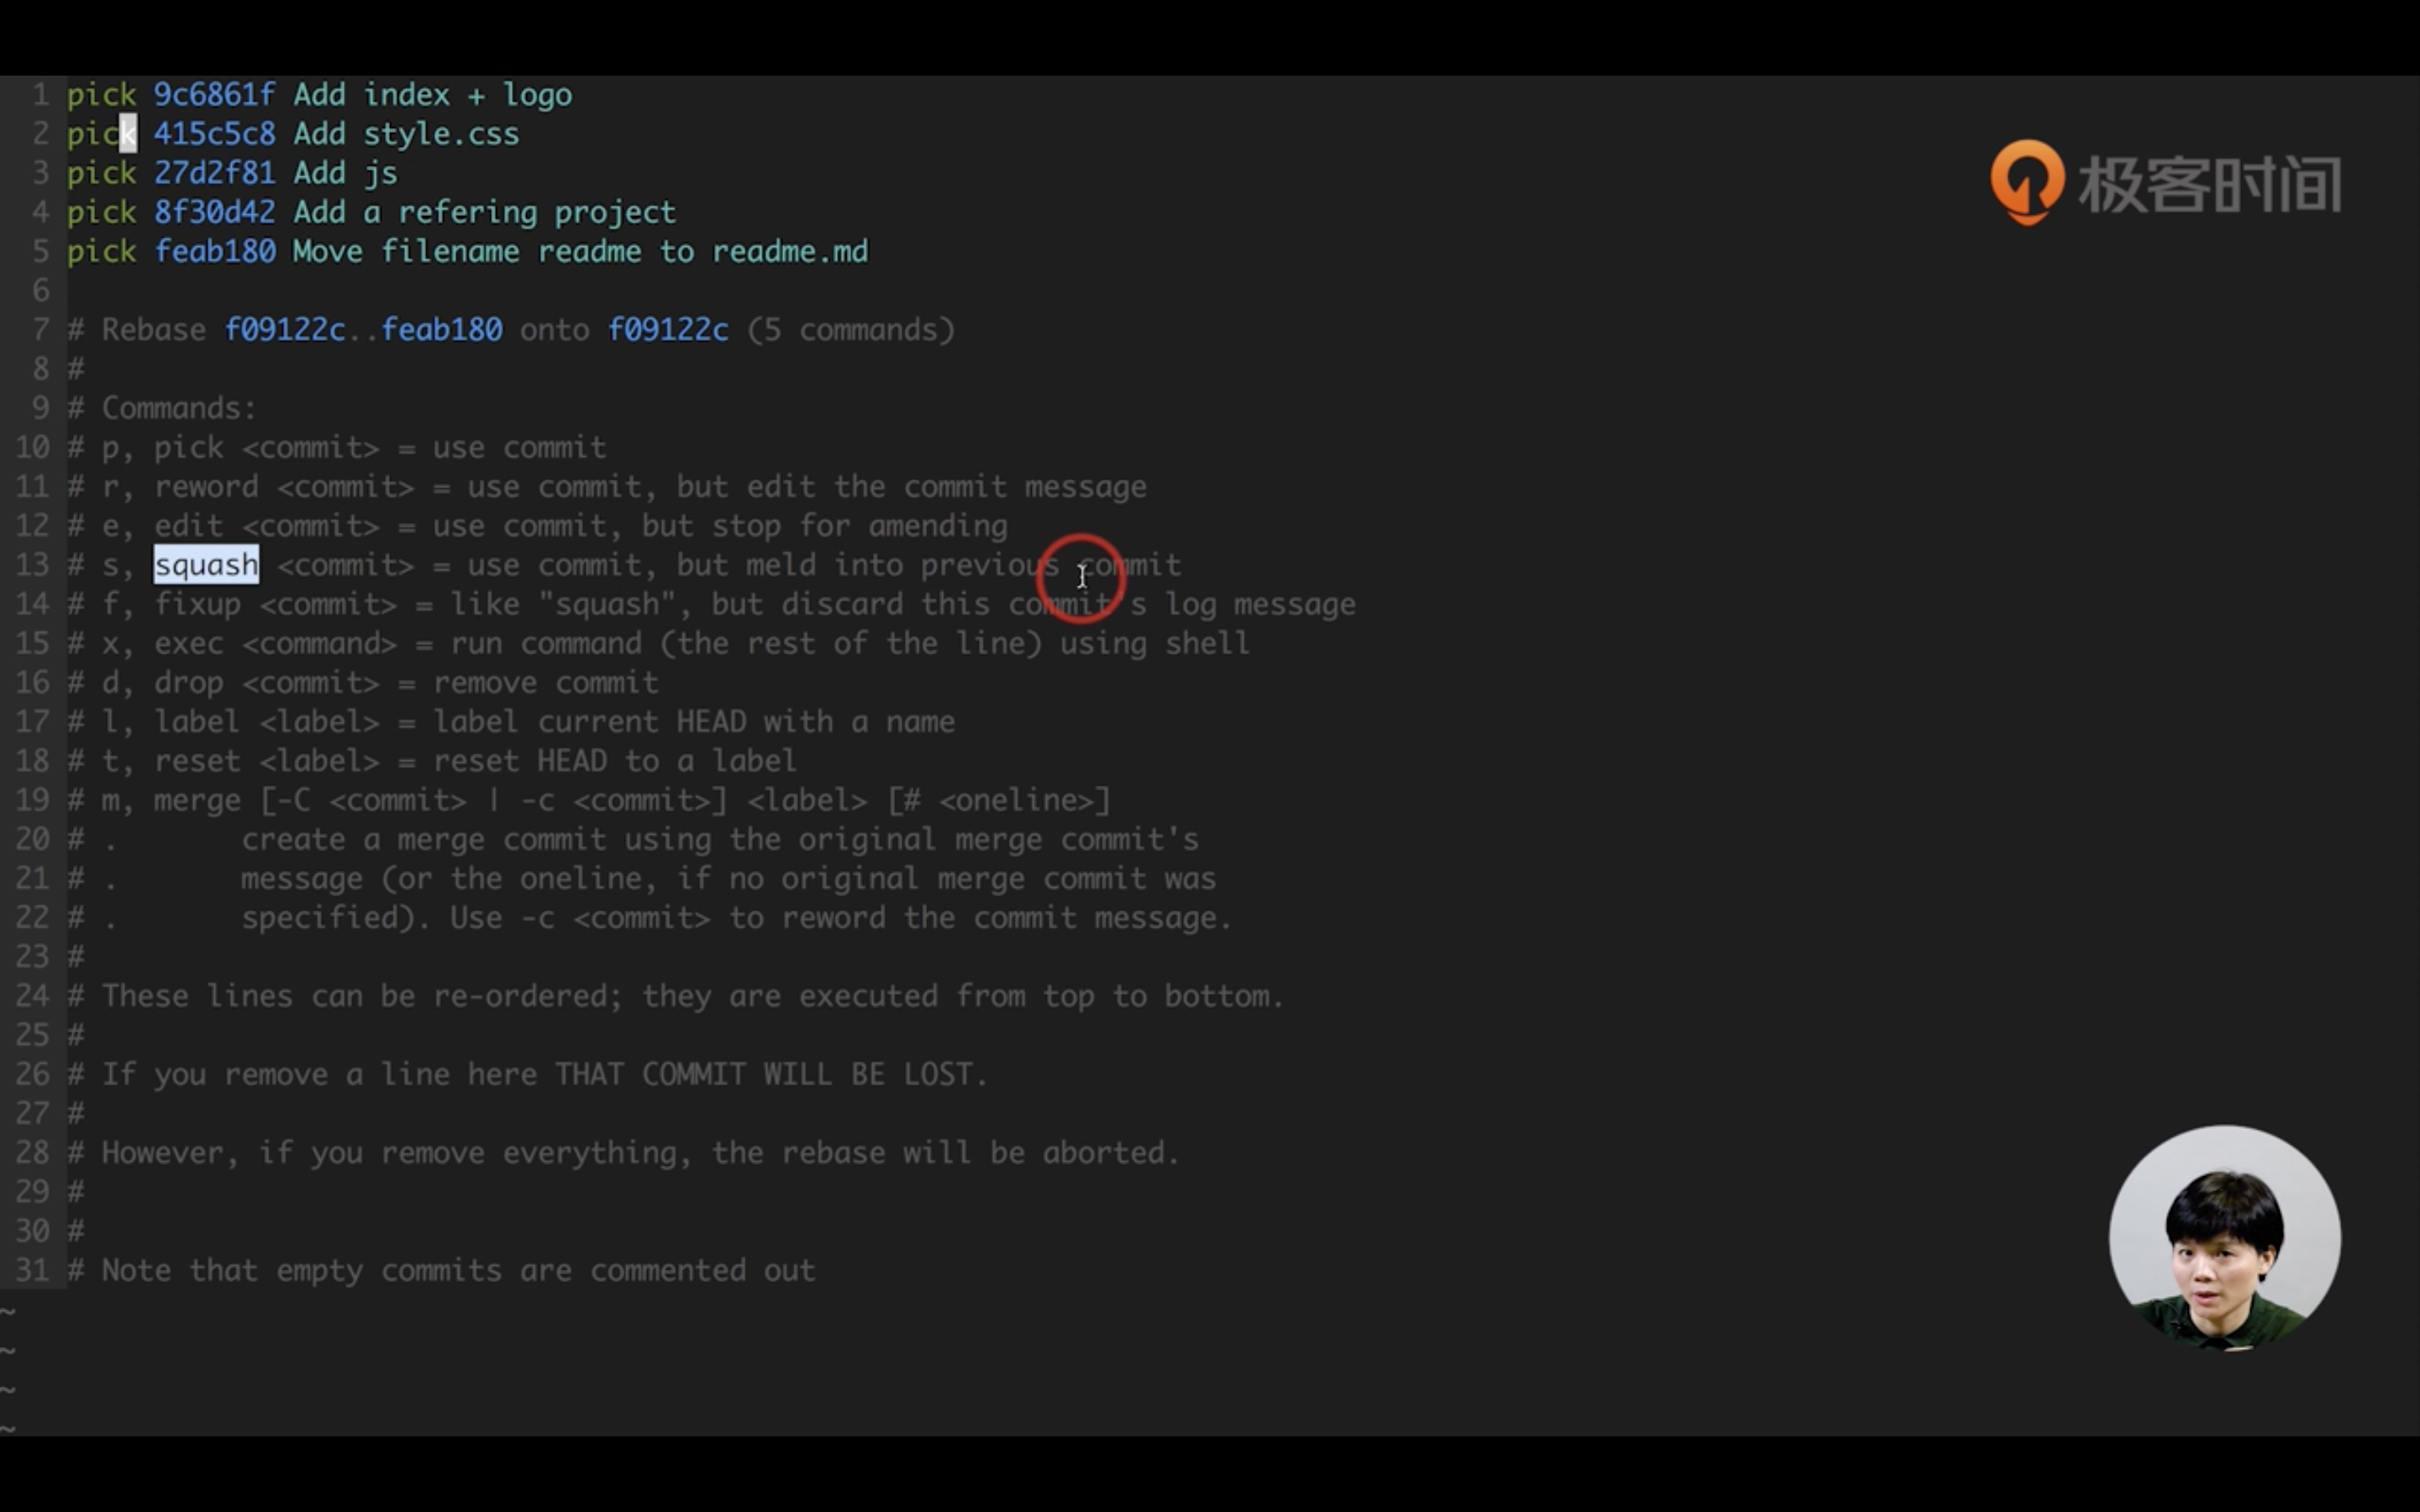 1 pick 9c6861f Add index + logo
2 pick 415c5c8 Add style.css
3 pick 27d2f81 Add js
4 pick 8f30d42 Add a refering project
5 pick feab180 Move filename readme to readme.md
6
7 # Rebase f09122c..feab180 onto f09122c (5 commands)
8 #
9 # Commands:
10 # p, pick <commit> = use commit
11 # r, reword <commit> = use commit, but edit the commit message
12 # e, edit <commit> = use commit, but stop for amending
13 # s, squash <commit> = use commit, but meld into previous commit
14 # f, fixup <commit> = like "squash", but discard this commit's log message
15 # x, exec <command> = run command (the rest of the line) using shell
16 # d, drop <commit> = remove commit
17 # l, label <label> = label current HEAD with a name
18 # t, reset <label> = reset HEAD to a label
19 # m, merge [-C <commit> | -c <commit>] <label> [# <oneline>]
20 # .       create a merge commit using the original merge commit's
21 # .       message (or the oneline, if no original merge commit was
22 # .       specified). Use -c <commit> to reword the commit message.
23 #
24 # These lines can be re-ordered; they are executed from top to bottom.
25 #
26 # If you remove a line here THAT COMMIT WILL BE LOST.
27 #
28 # However, if you remove everything, the rebase will be aborted.
29 #
30 #
31 # Note that empty commits are commented out
~
~
~
~
极客时间